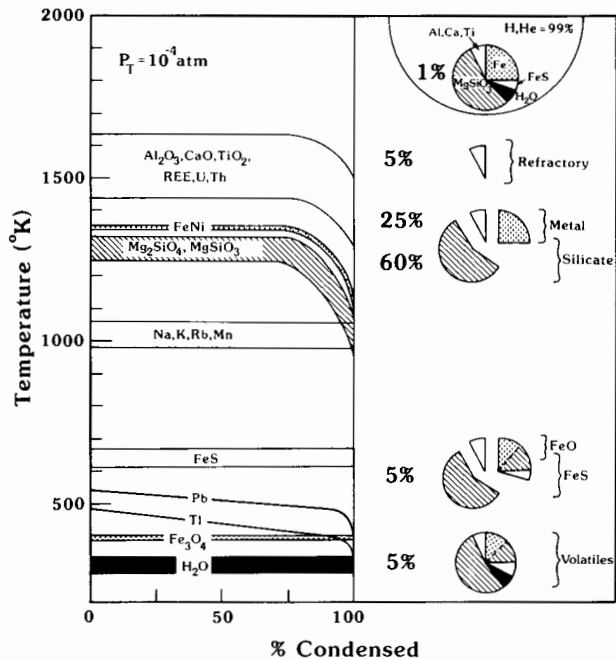 2000
1500
1000
500
Temperature (°K)
P_T = 10^-4 atm
Al₂O₃,CaO,TiO₂,
REE,U,Th
FeNi
Mg₂SiO₄, MgSiO₃
Na,K,Rb,Mn
FeS
Pb
Tl
Fe₃O₄
H₂O
0
50
100
% Condensed
H,He = 99%
Al,Ca,Ti
Fe
FeS
MgSiO₃
H₂O
1%
5%
Refractory
25%
Metal
60%
Silicate
FeO
FeS
5%
5%
Volatiles